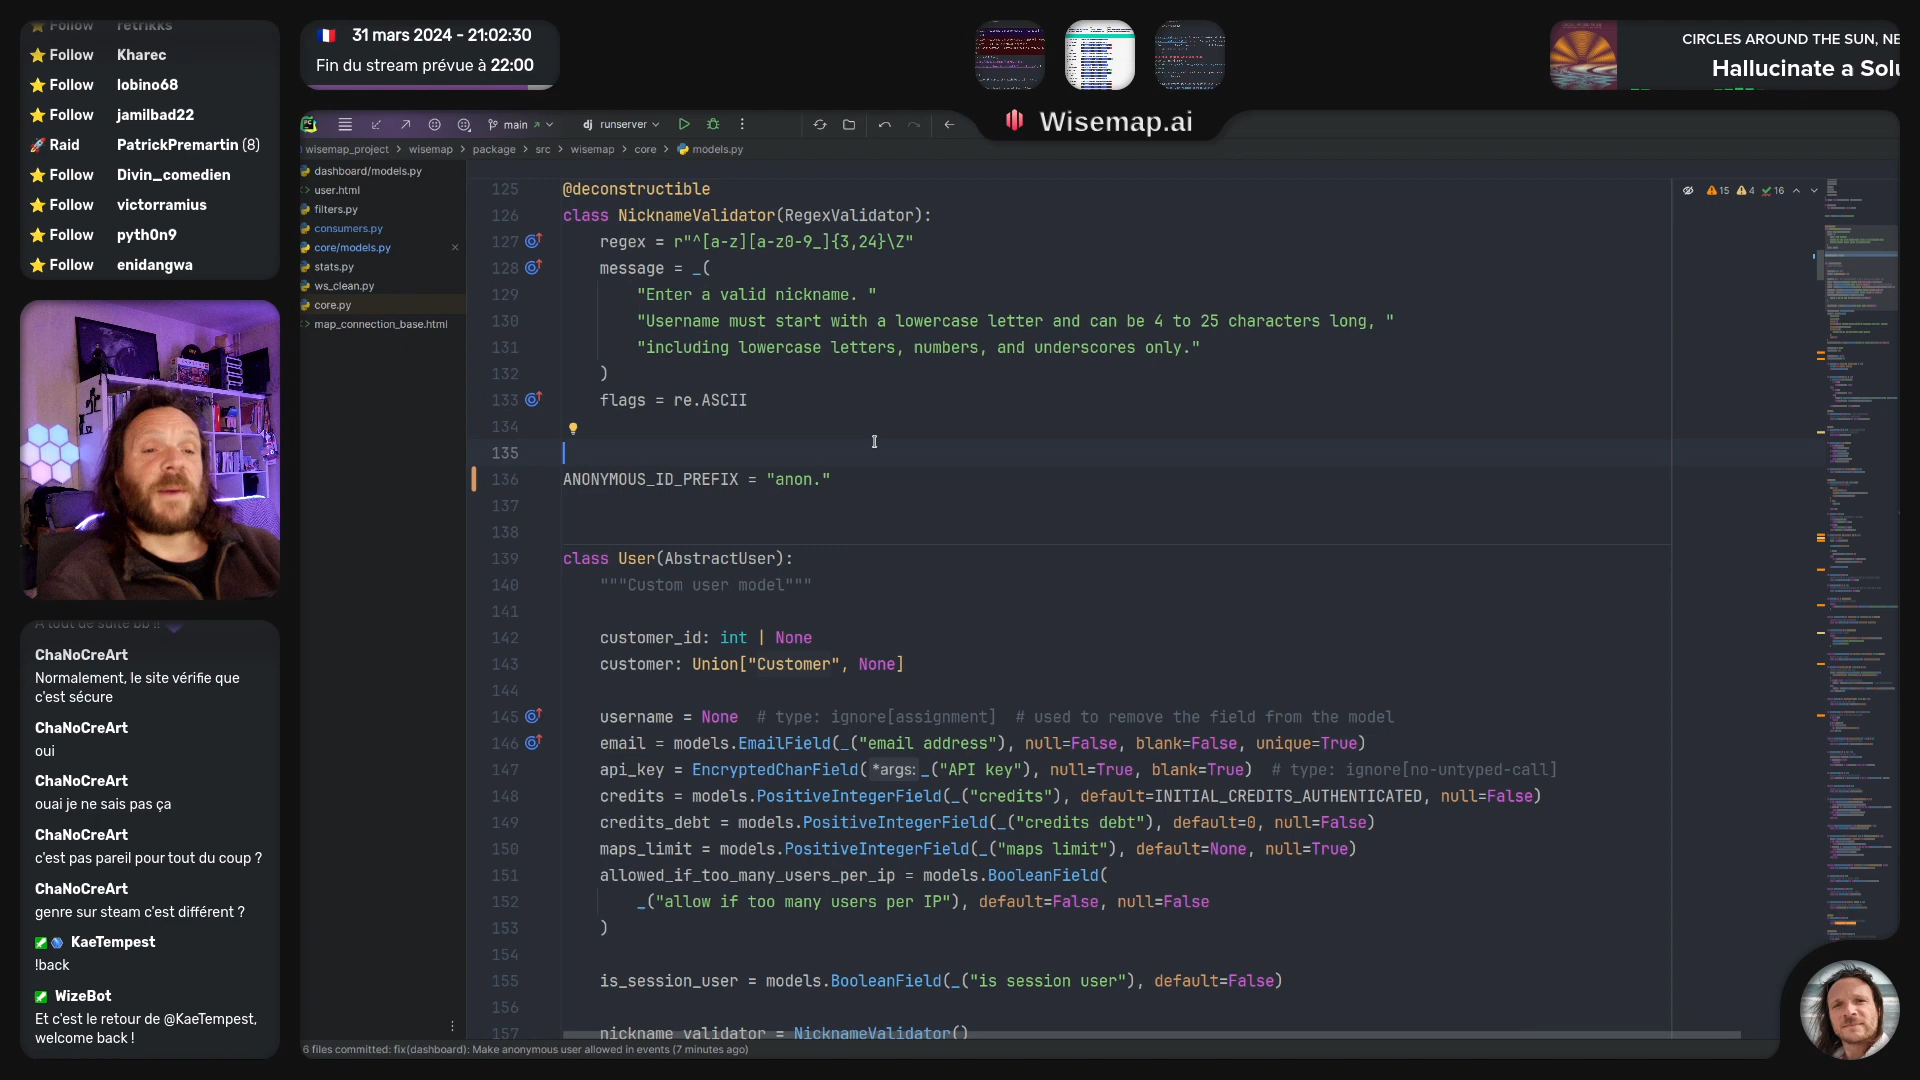 Follow retrikks
Follow Kharec
Follow lobino68
Follow jamilbad22
Raid PatrickPremartin (8)
Follow Divin_comedien
Follow victorramius
Follow pyth0n9
Follow enidangwa
31 mars 2024 - 21:02:30
Fin du stream prévue à 22:00
CIRCLES AROUND THE SUN, NE
Hallucinate a Solu
Wisemap.ai
main
dj runserver
wisemap_project > wisemap > package > src > wisemap > core > models.py
dashboard/models.py
user.html
filters.py
consumers.py
core/models.py
stats.py
ws_clean.py
core.py
map_connection_base.html
15 4 16
125 @deconstructible
126 class NicknameValidator(RegexValidator):
127 regex = r"^[a-z][a-z0-9_]{3,24}\Z"
128 message = _(
129 "Enter a valid nickname. "
130 "Username must start with a lowercase letter and can be 4 to 25 characters long, "
131 "including lowercase letters, numbers, and underscores only."
132 )
133 flags = re.ASCII
134
135
136 ANONYMOUS_ID_PREFIX = "anon."
137
138
139 class User(AbstractUser):
140 """Custom user model"""
141
142 customer_id: int | None
143 customer: Union["Customer", None]
144
145 username = None # type: ignore[assignment] # used to remove the field from the model
146 email = models.EmailField(_("email address"), null=False, blank=False, unique=True)
147 api_key = EncryptedCharField(*args: _("API key"), null=True, blank=True) # type: ignore[no-untyped-call]
148 credits = models.PositiveIntegerField(_("credits"), default=INITIAL_CREDITS_AUTHENTICATED, null=False)
149 credits_debt = models.PositiveIntegerField(_("credits debt"), default=0, null=False)
150 maps_limit = models.PositiveIntegerField(_("maps limit"), default=None, null=True)
151 allowed_if_too_many_users_per_ip = models.BooleanField(
152 _("allow if too many users per IP"), default=False, null=False
153 )
154
155 is_session_user = models.BooleanField(_("is session user"), default=False)
156
157 nickname_validator = NicknameValidator()
6 files committed: fix(dashboard): Make anonymous user allowed in events (7 minutes ago)
A tout de suite bb !!
ChaNoCreArt
Normalement, le site vérifie que
c'est sécure
ChaNoCreArt
oui
ChaNoCreArt
ouai je ne sais pas ça
ChaNoCreArt
c'est pas pareil pour tout du coup ?
ChaNoCreArt
genre sur steam c'est différent ?
KaeTempest
!back
WizeBot
Et c'est le retour de @KaeTempest,
welcome back !